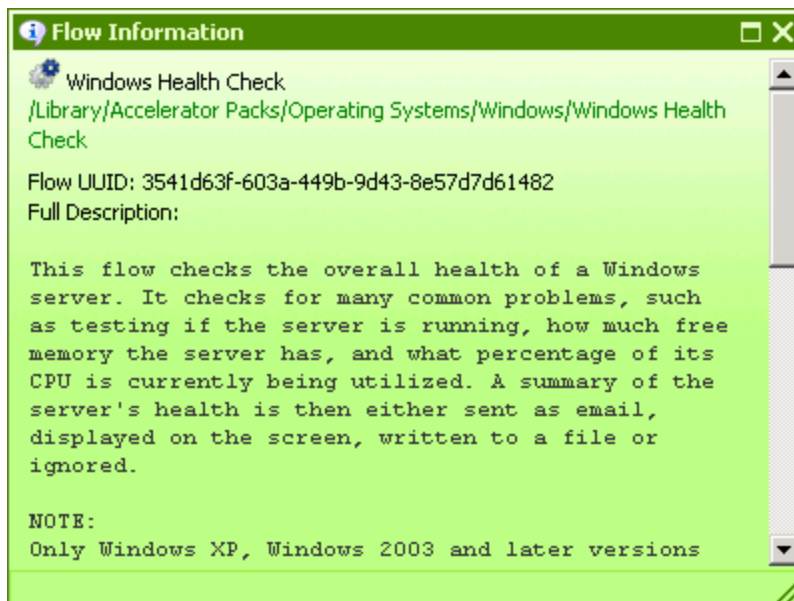 Flow Information
Windows Health Check
/Library/Accelerator Packs/Operating Systems/Windows/Windows Health
Check
Flow UUID: 3541d63f-603a-449b-9d43-8e57d7d61482
Full Description:
This flow checks the overall health of a Windows
server. It checks for many common problems, such
as testing if the server is running, how much free
memory the server has, and what percentage of its
CPU is currently being utilized. A summary of the
server's health is then either sent as email,
displayed on the screen, written to a file or
ignored.
NOTE:
Only Windows XP, Windows 2003 and later versions